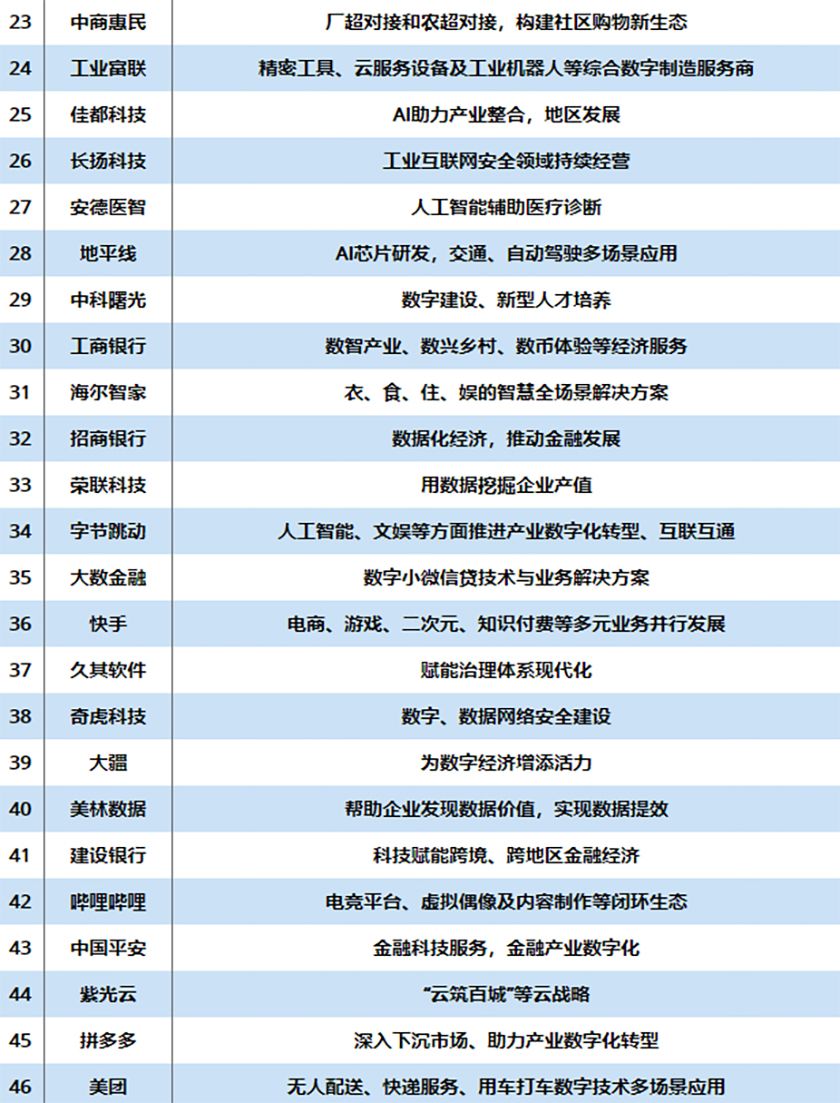 23 中商惠民 厂超对接和农超对接，构建社区购物新生态
24 工业富联 精密工具、云服务设备及工业机器人等综合数字制造服务商
25 佳都科技 AI助力产业整合，地区发展
26 长扬科技 工业互联网安全领域持续经营
27 安德医智 人工智能辅助医疗诊断
28 地平线 AI芯片研发，交通、自动驾驶多场景应用
29 中科曙光 数字建设、新型人才培养
30 工商银行 数智产业、数兴乡村、数币体验等经济服务
31 海尔智家 衣、食、住、娱的智慧全场景解决方案
32 招商银行 数据化经济，推动金融发展
33 荣联科技 用数据挖掘企业产值
34 字节跳动 人工智能、文娱等方面推进产业数字化转型、互联互通
35 大数金融 数字小微信贷技术与业务解决方案
36 快手 电商、游戏、二次元、知识付费等多元业务并行发展
37 久其软件 赋能治理体系现代化
38 奇虎科技 数字、数据网络安全建设
39 大疆 为数字经济增添活力
40 美林数据 帮助企业发现数据价值，实现数据提效
41 建设银行 科技赋能跨境、跨地区金融经济
42 哔哩哔哩 电竞平台、虚拟偶像及内容制作等闭环生态
43 中国平安 金融科技服务，金融产业数字化
44 紫光云 “云筑百城”等云战略
45 拼多多 深入下沉市场、助力产业数字化转型
46 美团 无人配送、快递服务、用车打车数字技术多场景应用